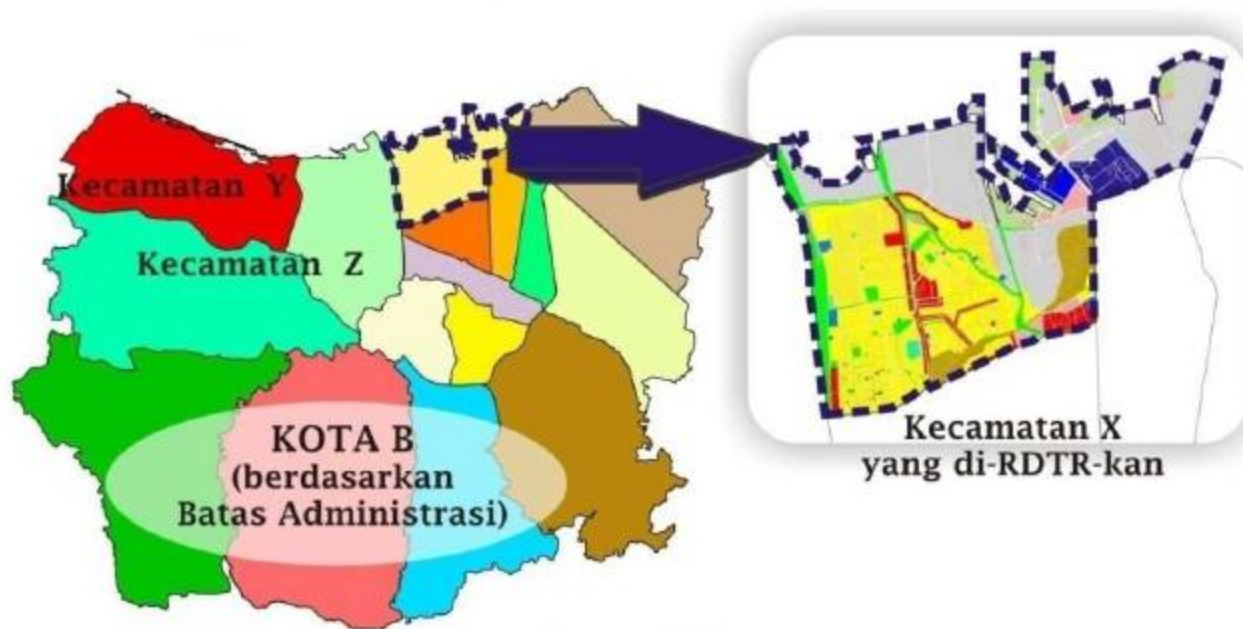 Kecamatan Y
Kecamatan Z
KOTA B
(berdasarkan
Batas Administrasi)
Kecamatan X
yang di-RDTR-kan